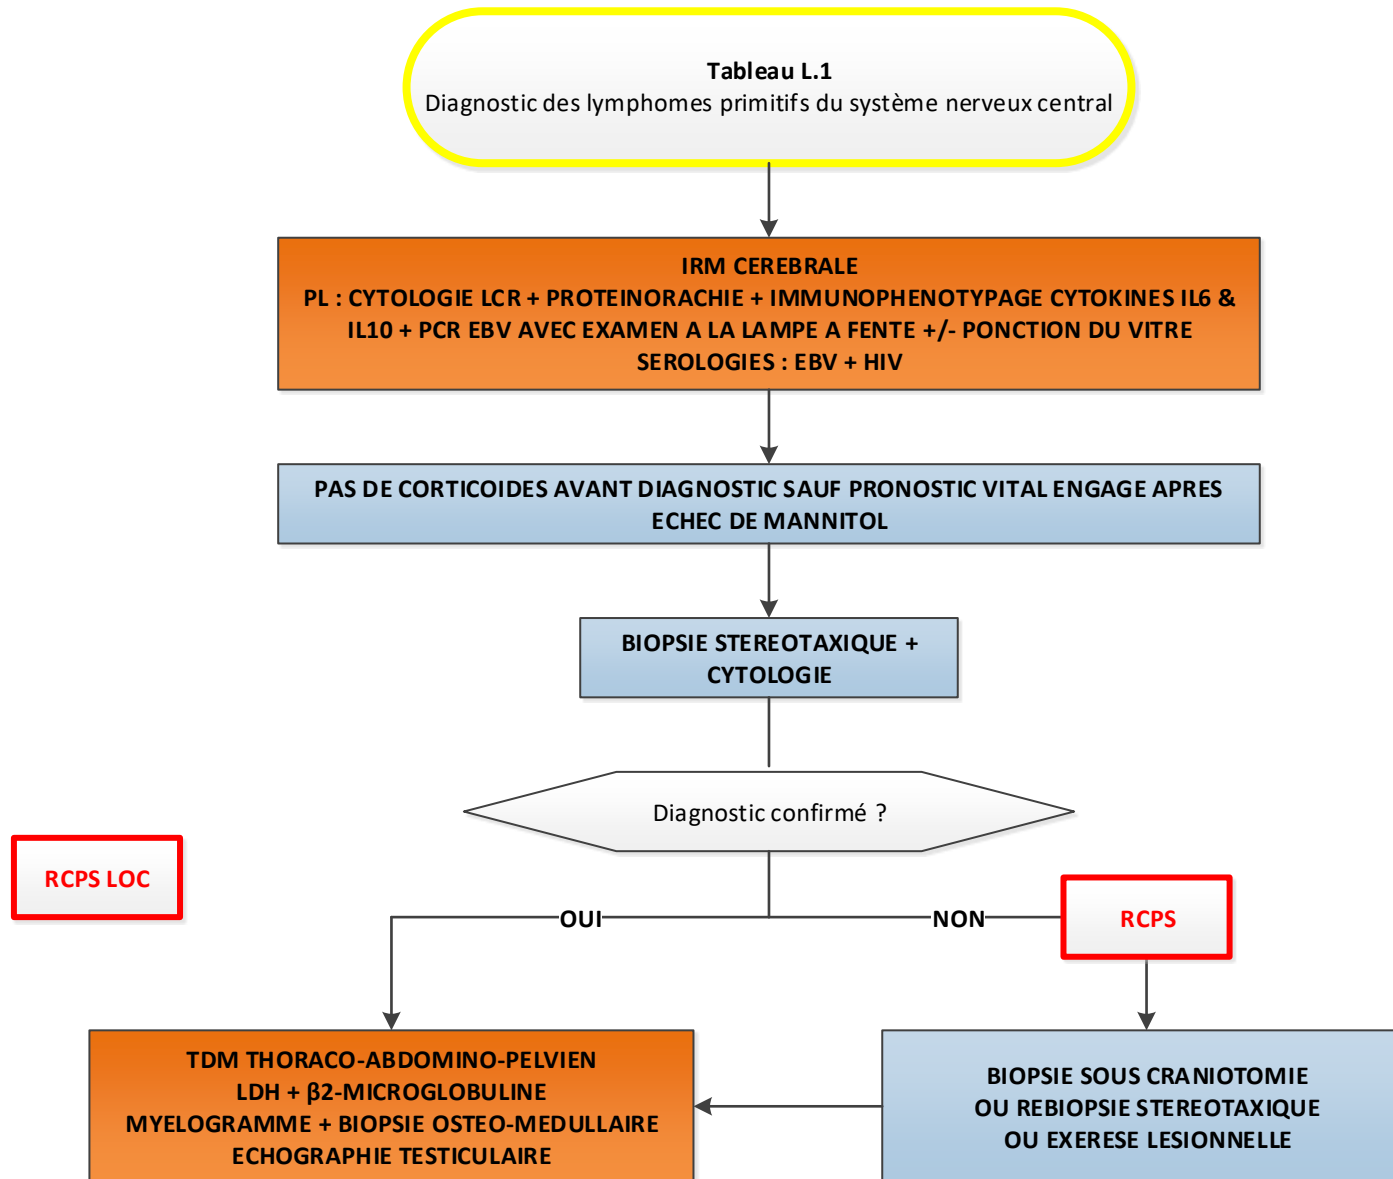 Tableau L.1
Diagnostic des lymphomes primitifs du système nerveux central
IRM CEREBRALE
PL : CYTOLOGIE LCR + PROTEINORACHIE + IMMUNOPHENOTYPAGE CYTOKINES IL6 &
IL10 + PCR EBV AVEC EXAMEN A LA LAMPE A FENTE +/- PONCTION DU VITRE
SEROLOGIES : EBV + HIV
PAS DE CORTICOIDES AVANT DIAGNOSTIC SAUF PRONOSTIC VITAL ENGAGE APRES
ECHEC DE MANNITOL
BIOPSIE STEREOTAXIQUE +
CYTOLOGIE
Diagnostic confirmé ?
RCPS LOC
OUI
NON
RCPS
TDM THORACO-ABDOMINO-PELVIEN
LDH + β2-MICROGLOBULINE
MYELOGRAMME + BIOPSIE OSTEO-MEDULLAIRE
ECHOGRAPHIE TESTICULAIRE
BIOPSIE SOUS CRANIOTOMIE
OU REBIOPSIE STEREOTAXIQUE
OU EXERESE LESIONNELLE